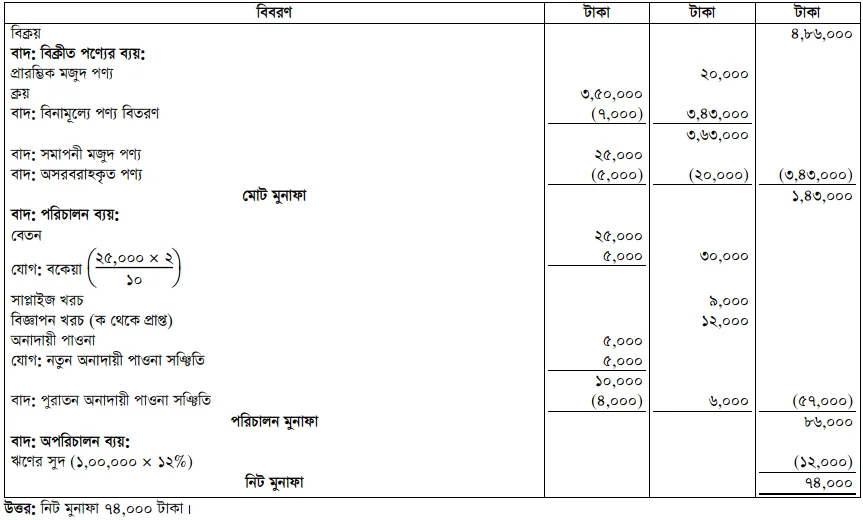 বিবরণ টাকা টাকা টাকা
বিক্রয় ৪,৮৬,০০০
বাদ: বিক্রীত পণ্যের ব্যয়:
প্রারম্ভিক মজুদ পণ্য ২০,০০০
ক্রয় ৩,৫০,০০০
বাদ: বিনামূল্যে পণ্য বিতরণ (৭,০০০) ৩,৪৩,০০০
৩,৬৩,০০০
বাদ: সমাপনী মজুদ পণ্য ২৫,০০০
বাদ: অসরবরাহকৃত পণ্য (৫,০০০) (২০,০০০) (৩,৪৩,০০০)
মোট মুনাফা ১,৪৩,০০০
বাদ: পরিচালন ব্যয়:
বেতন ২৫,০০০
যোগ: বকেয়া (২৫,০০০ × ২ / ১০) ৫,০০০ ৩০,০০০
সাপ্লাইজ খরচ ৯,০০০
বিজ্ঞাপন খরচ (ক থেকে প্রাপ্ত) ১২,০০০
অনাদায়ী পাওনা ৫,০০০
যোগ: নতুন অনাদায়ী পাওনা সঞ্চিতি ৫,০০০
১০,০০০
বাদ: পুরাতন অনাদায়ী পাওনা সঞ্চিতি (৪,০০০) ৬,০০০ (৫৭,০০০)
পরিচালন মুনাফা ৮৬,০০০
বাদ: অপরিচালন ব্যয়:
ঋণের সুদ (১,০০,০০০ × ১২%) (১২,০০০)
নিট মুনাফা ৭৪,০০০
উত্তর: নিট মুনাফা ৭৪,০০০ টাকা।